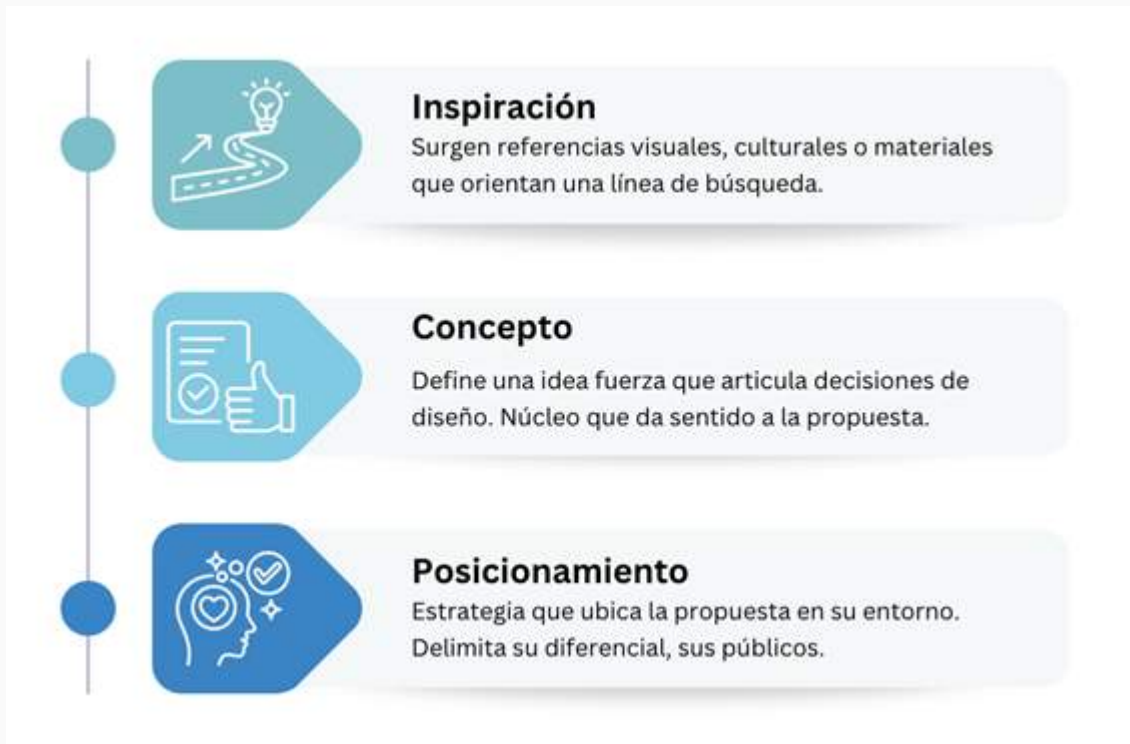 Inspiración
Surgen referencias visuales, culturales o materiales
que orientan una línea de búsqueda.
Concepto
Define una idea fuerza que articula decisiones de
diseño. Núcleo que da sentido a la propuesta.
Posicionamiento
Estrategia que ubica la propuesta en su entorno.
Delimita su diferencial, sus públicos.